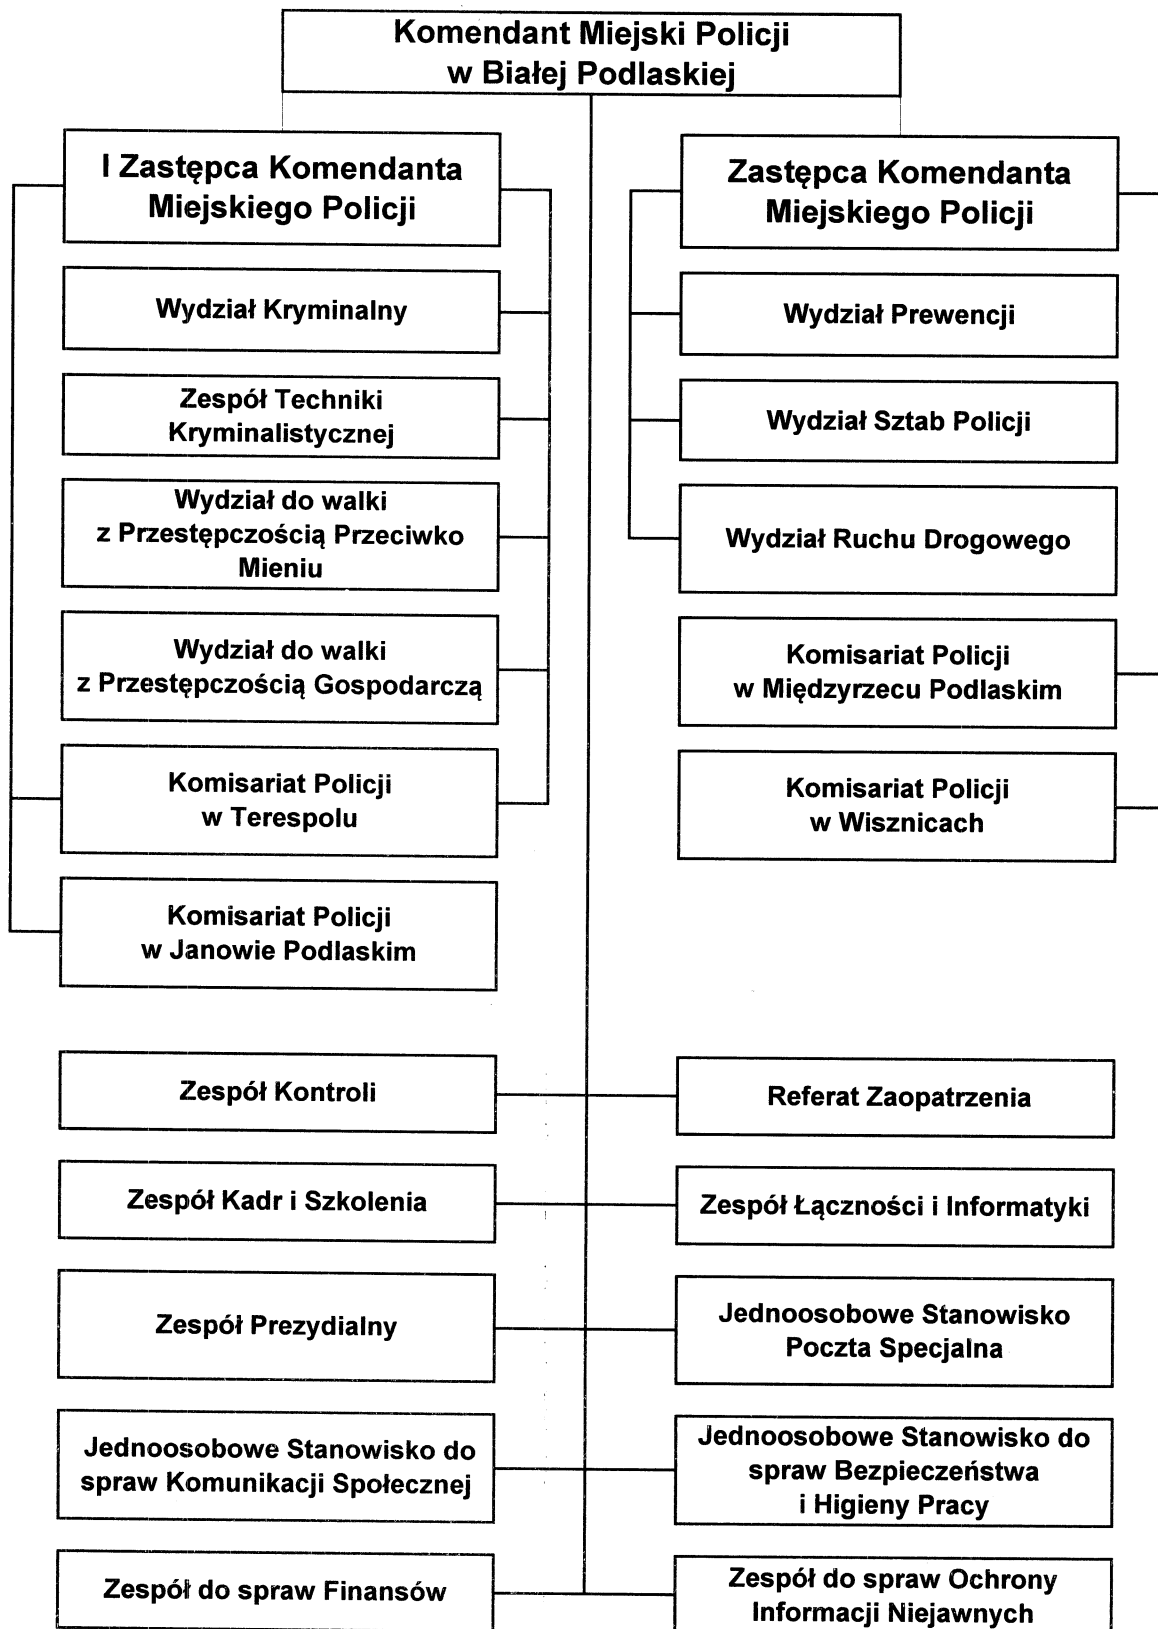 Komendant Miejski Policji
w Białej Podlaskiej
I Zastępca Komendanta
Miejskiego Policji
Wydział Kryminalny
Zespół Techniki
Kryminalistycznej
Wydział do walki
z Przestępczością Przeciwko
Mieniu
Wydział do walki
z Przestępczością Gospodarczą
Komisariat Policji
w Terespolu
Komisariat Policji
w Janowie Podlaskim
Zastępca Komendanta
Miejskiego Policji
Wydział Prewencji
Wydział Sztab Policji
Wydział Ruchu Drogowego
Komisariat Policji
w Międzyrzecu Podlaskim
Komisariat Policji
w Wisznicach
Zespół Kontroli
Referat Zaopatrzenia
Zespół Kadr i Szkolenia
Zespół Łączności i Informatyki
Zespół Prezydialny
Jednoosobowe Stanowisko
Poczta Specjalna
Jednoosobowe Stanowisko do
spraw Komunikacji Społecznej
Jednoosobowe Stanowisko do
spraw Bezpieczeństwa
i Higieny Pracy
Zespół do spraw Finansów
Zespół do spraw Ochrony
Informacji Niejawnych